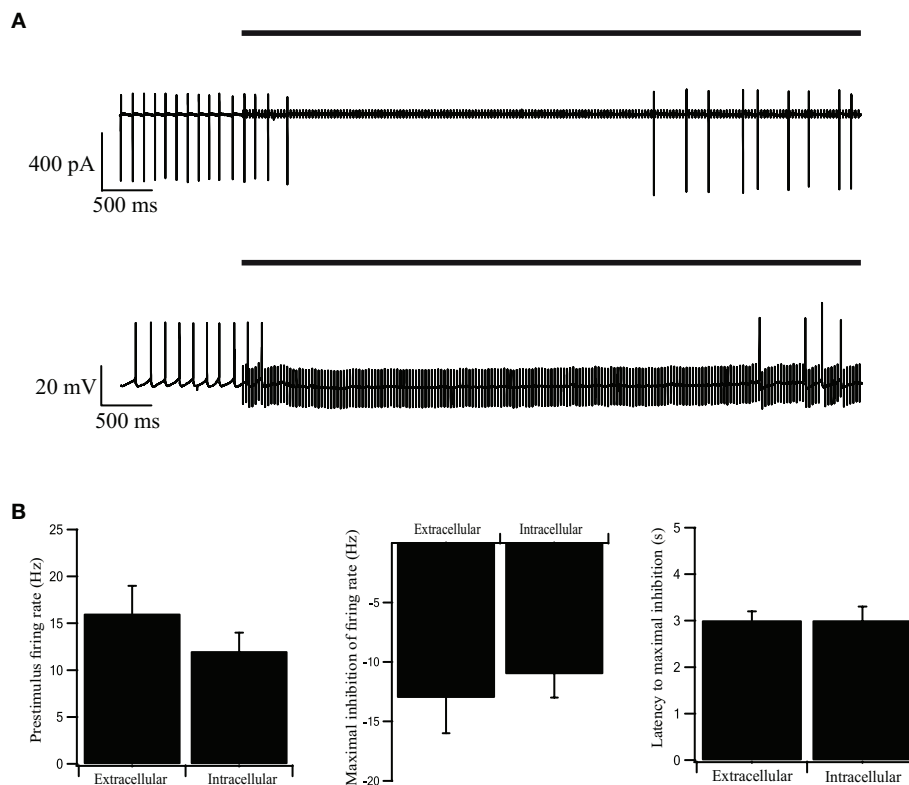 A
400 pA
500 ms
20 mV
500 ms
B
Prestimulus firing rate (Hz)
25
20
15
10
5
0
Extracellular
Intracellular
Maximal inhibition of firing rate (Hz)
Extracellular
Intracellular
-5
-10
-15
-20
Latency to maximal inhibition (s)
5
4
3
2
1
0
Extracellular
Intracellular